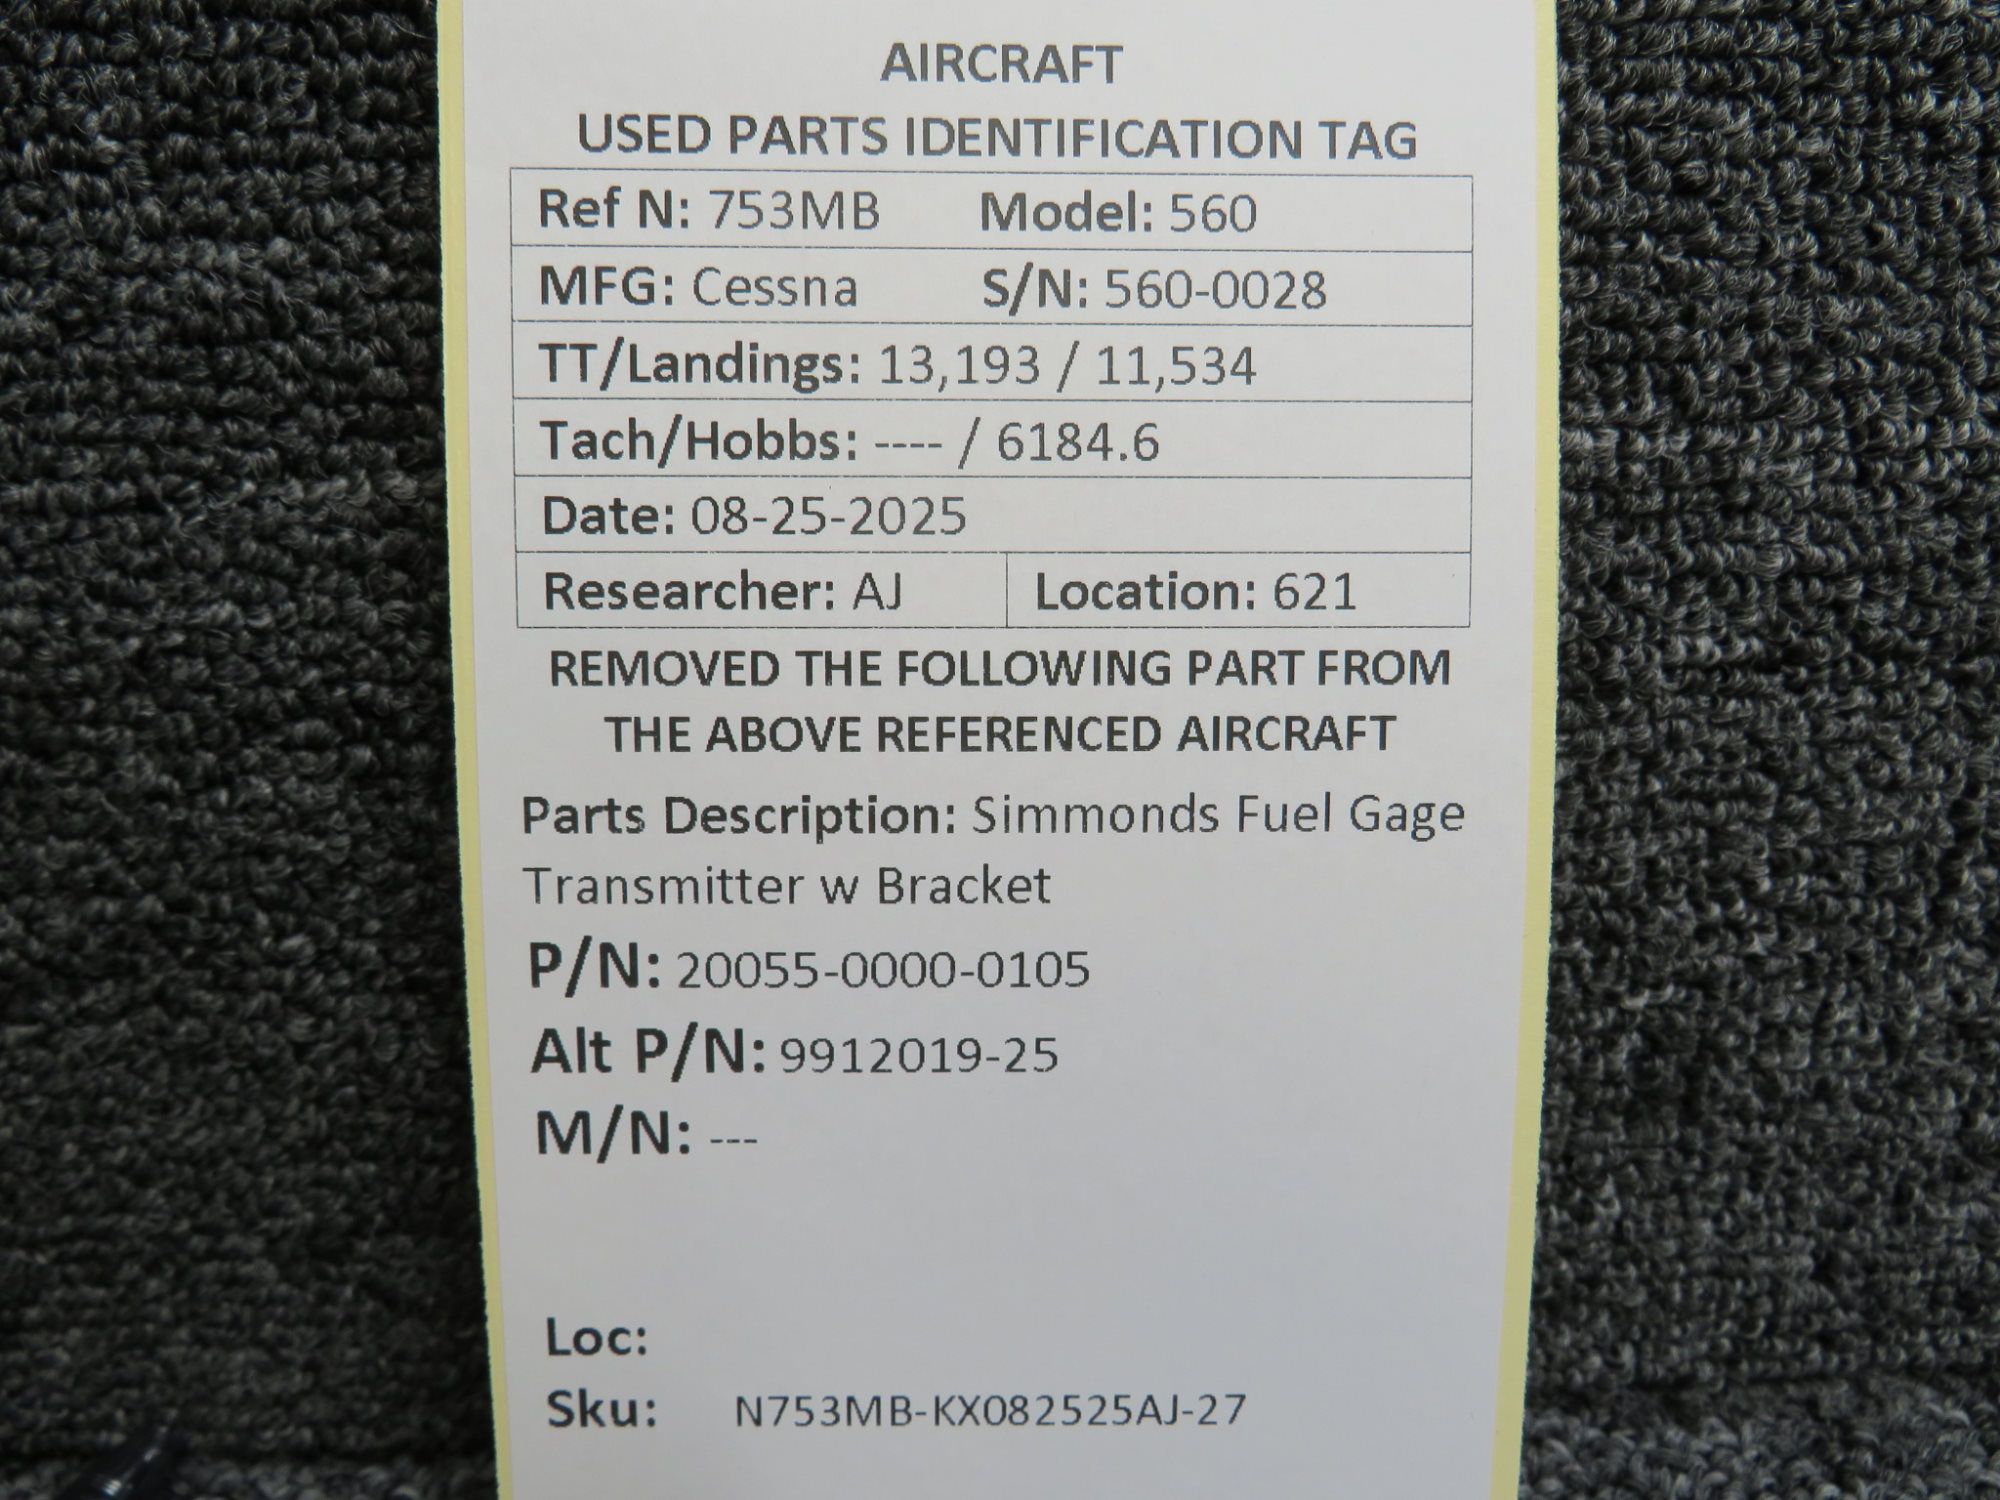 AIRCRAFT
USED PARTS IDENTIFICATION TAG
Ref N: 753MB Model: 560
MFG: Cessna S/N: 560-0028
TT/Landings: 13,193 / 11,534
Tach/Hobbs: ---- / 6184.6
Date: 08-25-2025
Researcher: AJ Location: 621
REMOVED THE FOLLOWING PART FROM
THE ABOVE REFERENCED AIRCRAFT
Parts Description: Simmonds Fuel Gage
Transmitter w Bracket
P/N: 20055-0000-0105
Alt P/N: 9912019-25
M/N: ---
Loc:
Sku: N753MB-KX082525AJ-27